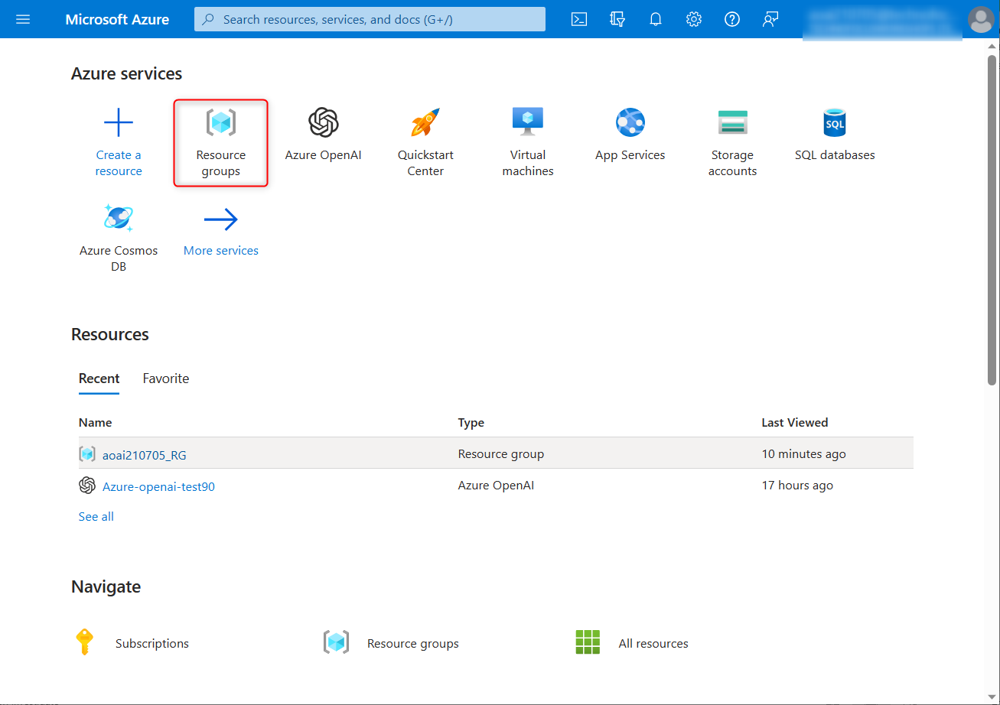 Microsoft Azure
Search resources, services, and docs (G+/)
Azure services
Create a
resource
Resource
groups
Azure OpenAI
Quickstart
Center
Virtual
machines
App Services
Storage
accounts
SQL
SQL databases
Azure Cosmos
DB
More services
Resources
Recent Favorite
Name Type Last Viewed
aoai210705_RG Resource group 10 minutes ago
Azure-openai-test90 Azure OpenAI 17 hours ago
See all
Navigate
Subscriptions Resource groups All resources